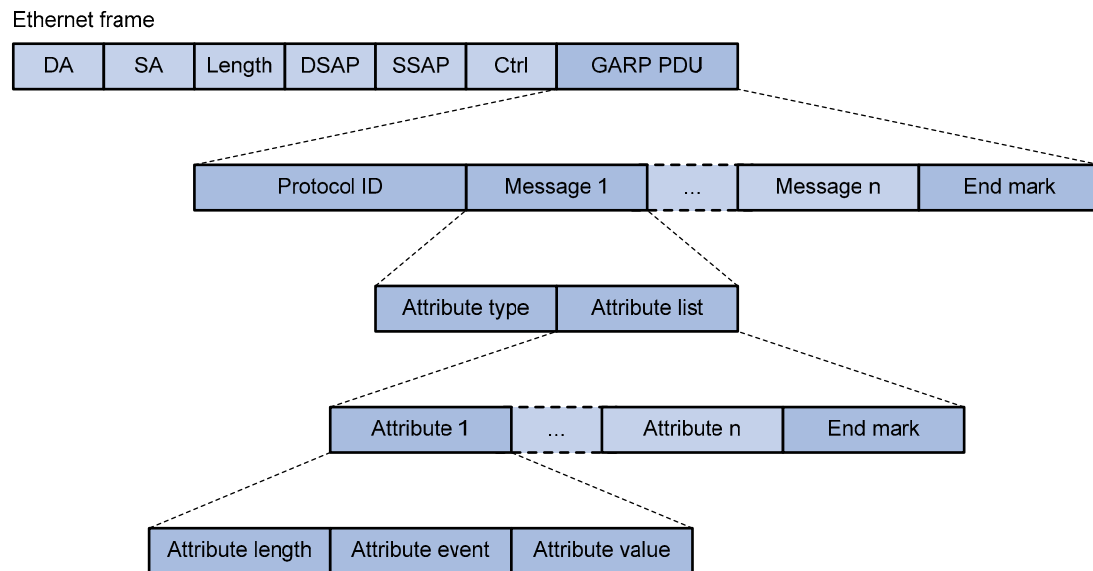 Ethernet frame
DA SA Length DSAP SSAP Ctrl GARP PDU
Protocol ID Message 1 ... Message n End mark
Attribute type Attribute list
Attribute 1 ... Attribute n End mark
Attribute length Attribute event Attribute value